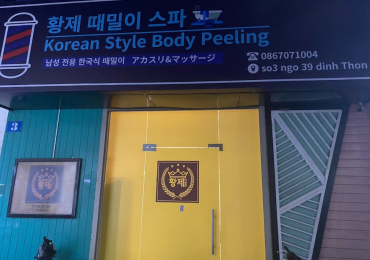 황제 때밀이 스파
Korean Style Body Peeling
남성 전용 한국식 때밀이 アカスリ&マッサージ
0867071004
so3 ngo 39 dinh Thon
3
황제
황제